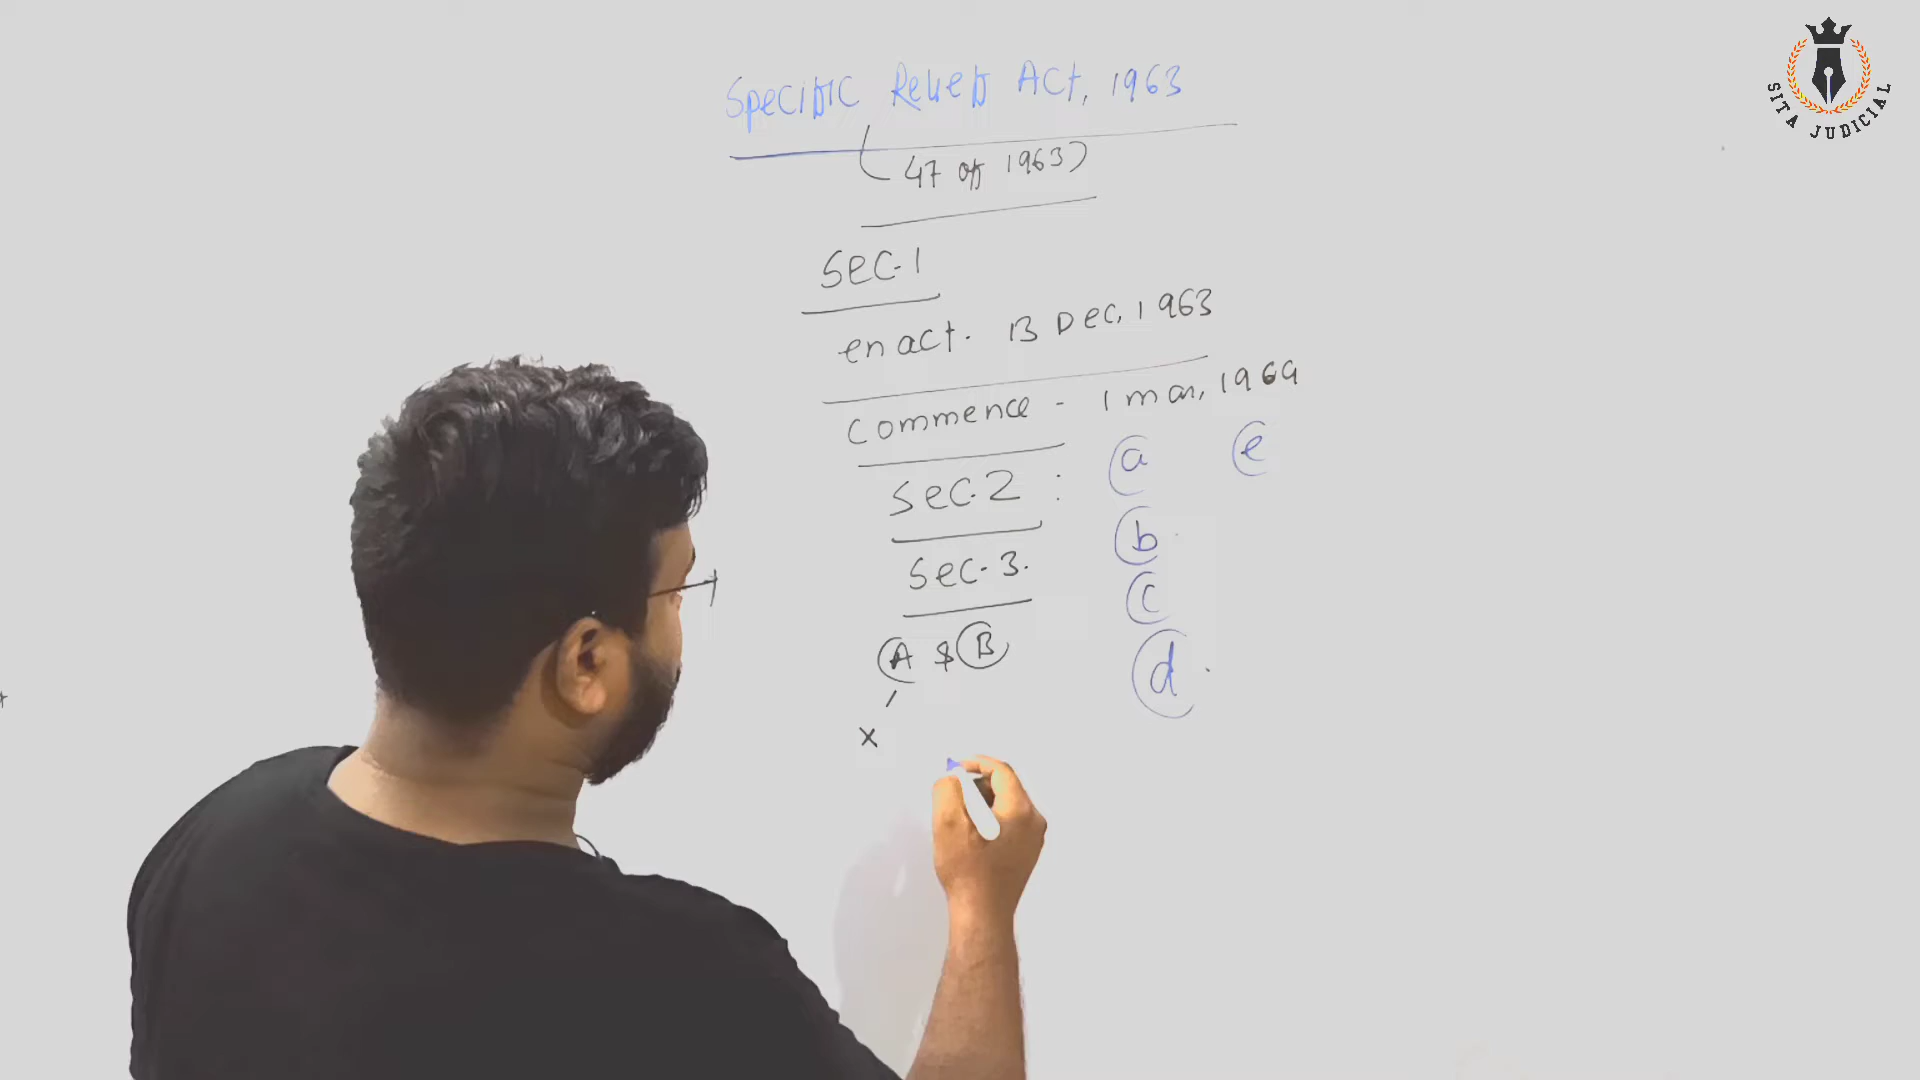 Specific Relief Act, 1963
(47 of 1963)
Sec. 1
enact. 13 Dec, 1963
Commence - 1 mar, 1964
Sec. 2 : a e
b
c
Sec. 3.
A & B
d
x
SITA JUDICIAL